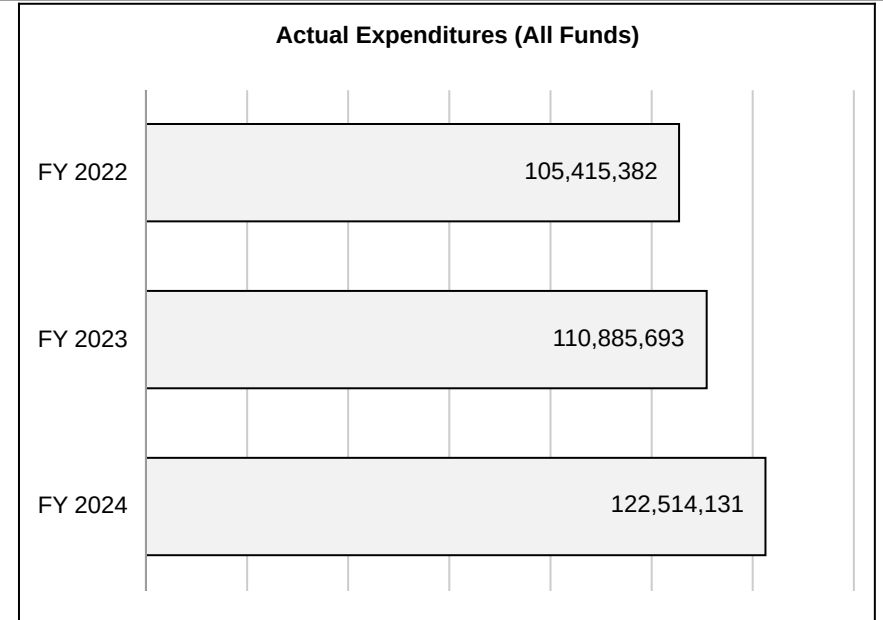 Actual Expenditures (All Funds)
FY 2022
105,415,382
FY 2023
110,885,693
FY 2024
122,514,131